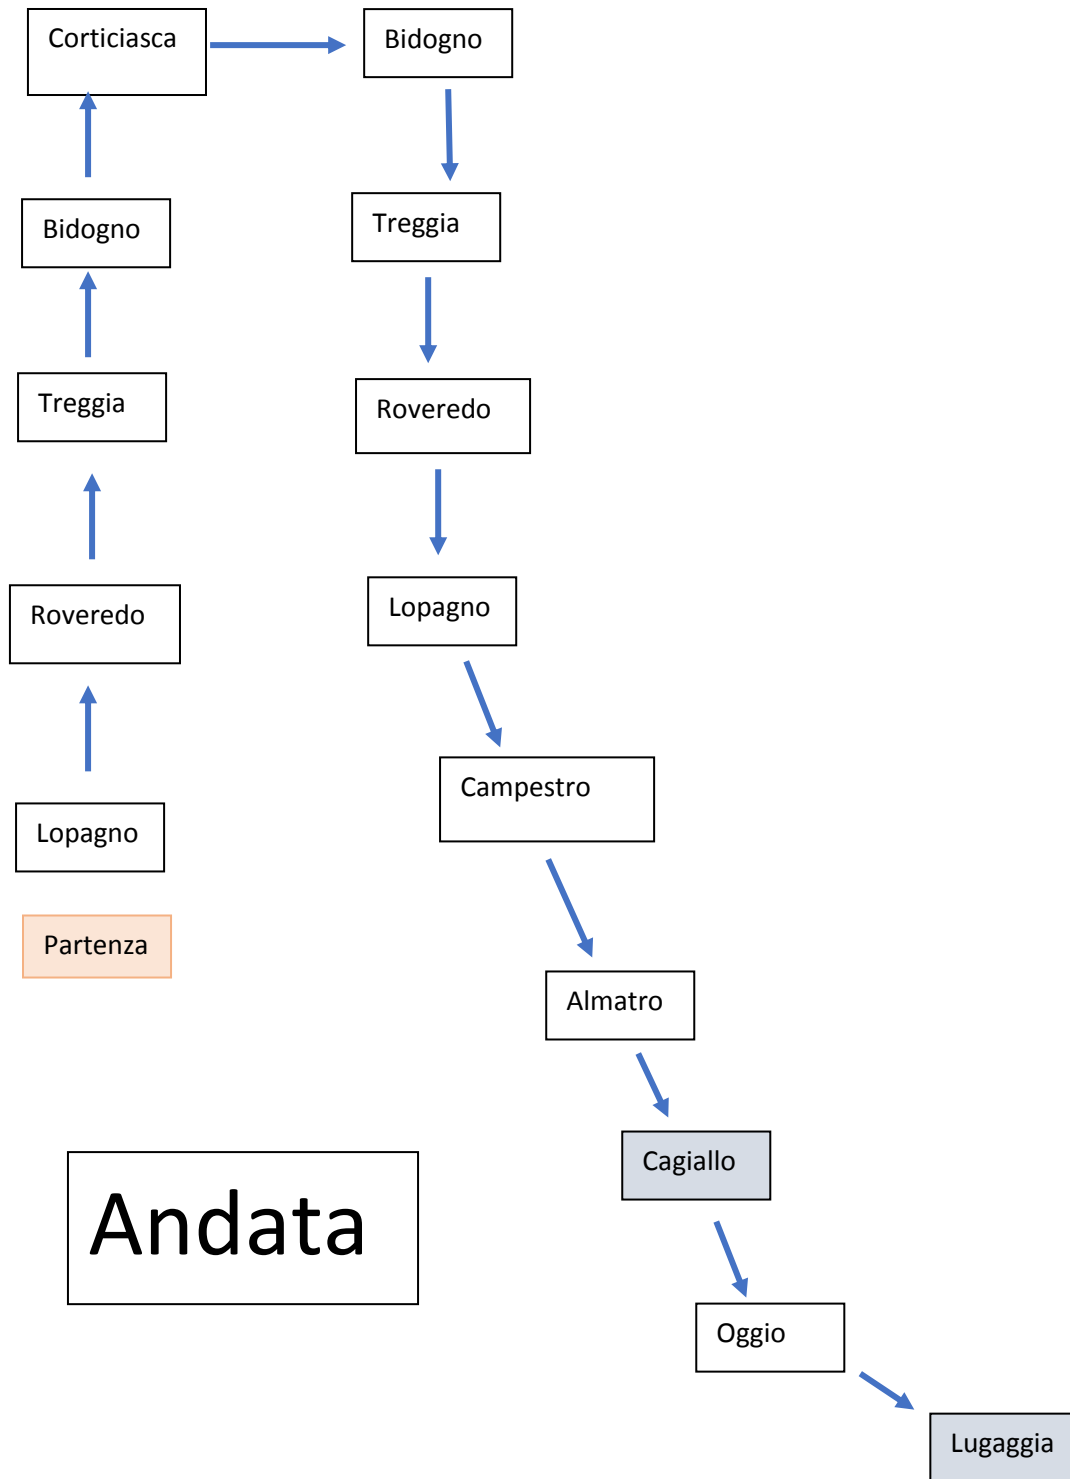 Corticiasca
Bidogno
Bidogno
Treggia
Treggia
Roveredo
Roveredo
Lopagno
Lopagno
Campestro
Partenza
Almatro
Andata
Cagiallo
Oggio
Lugaggia